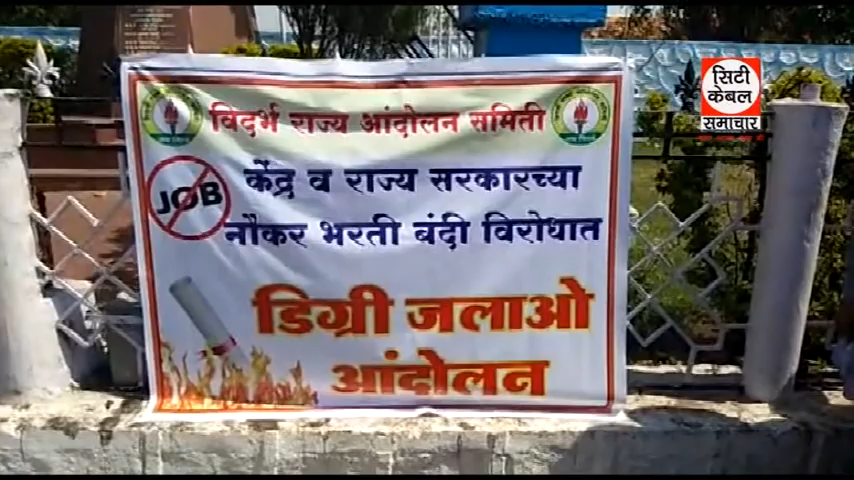 विदर्भ राज्य आंदोलन समिती
JOB
केंद्र व राज्य सरकारच्या
नौकर भरती बंदी विरोधात
डिग्री जलाओ
आंदोलन
सिटी
केबल
समाचार